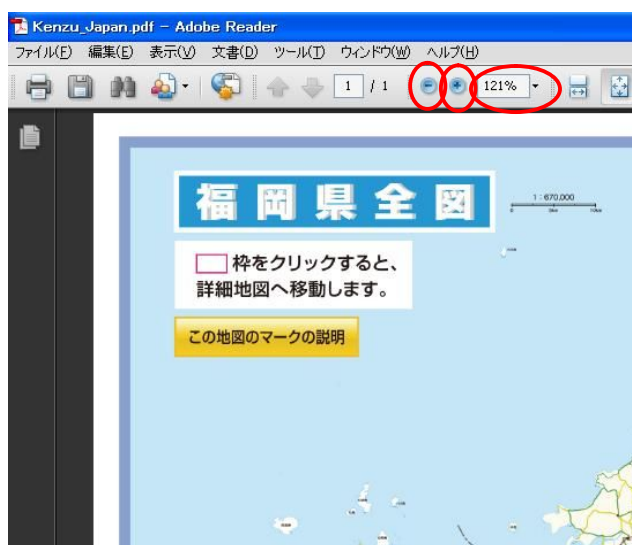 Kenzu_Japan.pdf - Adobe Reader
ファイル(F) 編集(E) 表示(V) 文書(D) ツール(T) ウィンドウ(W) ヘルプ(H)
1 / 1 121%
福岡県全図
1：670,000
枠をクリックすると、
詳細地図へ移動します。
この地図のマークの説明